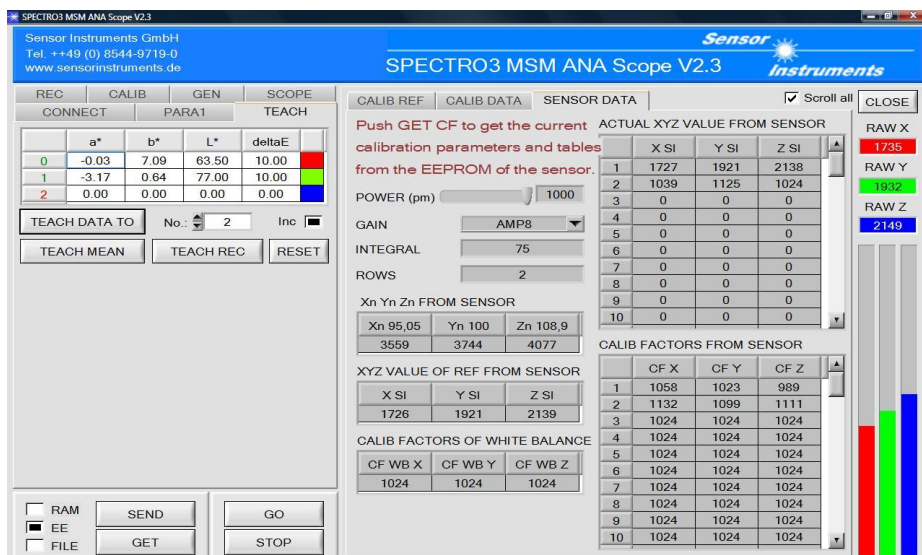 SPECTRO3 MSM ANA Scope V2.3
Sensor Instruments GmbH
Tel. ++49 (0) 8544-9719-0
www.sensorinstruments.de
SPECTRO3 MSM ANA Scope V2.3
Sensor
Instruments
REC CALIB GEN SCOPE
CONNECT PARA1 TEACH
a* b* L* deltaE
0 -0.03 7.09 63.50 10.00
1 -3.17 0.64 77.00 10.00
2 0.00 0.00 0.00 0.00
TEACH DATA TO No.: 2 Inc
TEACH MEAN TEACH REC RESET
RAM
EE
FILE
SEND GO
GET STOP
CALIB REF CALIB DATA SENSOR DATA Scroll all CLOSE
Push GET CF to get the current
calibration parameters and tables
from the EEPROM of the sensor.
POWER (pm) 1000
GAIN AMP8
INTEGRAL 75
ROWS 2
Xn Yn Zn FROM SENSOR
Xn 95,05 Yn 100 Zn 108,9
3559 3744 4077
XYZ VALUE OF REF FROM SENSOR
X SI Y SI Z SI
1726 1921 2139
CALIB FACTORS OF WHITE BALANCE
CF WB X CF WB Y CF WB Z
1024 1024 1024
ACTUAL XYZ VALUE FROM SENSOR
X SI Y SI Z SI
1 1727 1921 2138
2 1039 1125 1024
3 0 0 0
4 0 0 0
5 0 0 0
6 0 0 0
7 0 0 0
8 0 0 0
9 0 0 0
10 0 0 0
CALIB FACTORS FROM SENSOR
CF X CF Y CF Z
1 1058 1023 989
2 1132 1099 1111
3 1024 1024 1024
4 1024 1024 1024
5 1024 1024 1024
6 1024 1024 1024
7 1024 1024 1024
8 1024 1024 1024
9 1024 1024 1024
10 1024 1024 1024
RAW X
1735
RAW Y
1932
RAW Z
2149